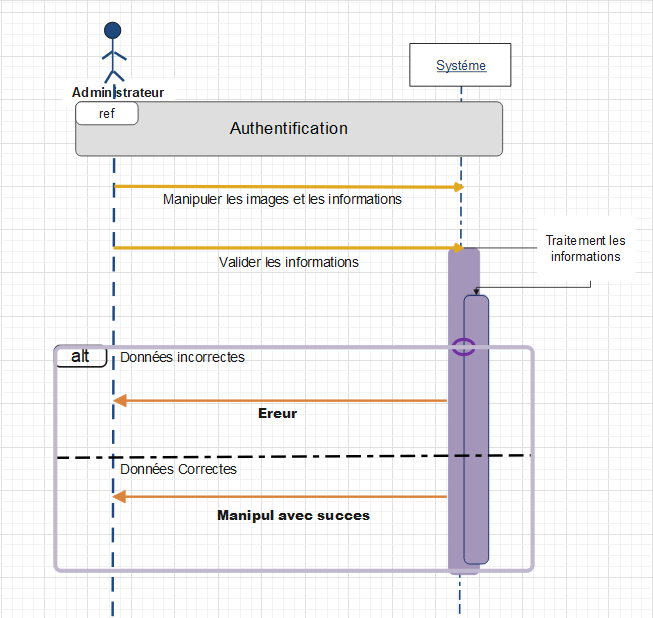 Systéme
Administrateur
ref
Authentification
Manipuler les images et les informations
Traitement les
informations
Valider les informations
alt
Données incorrectes
Ereur
Données Correctes
Manipul avec succes